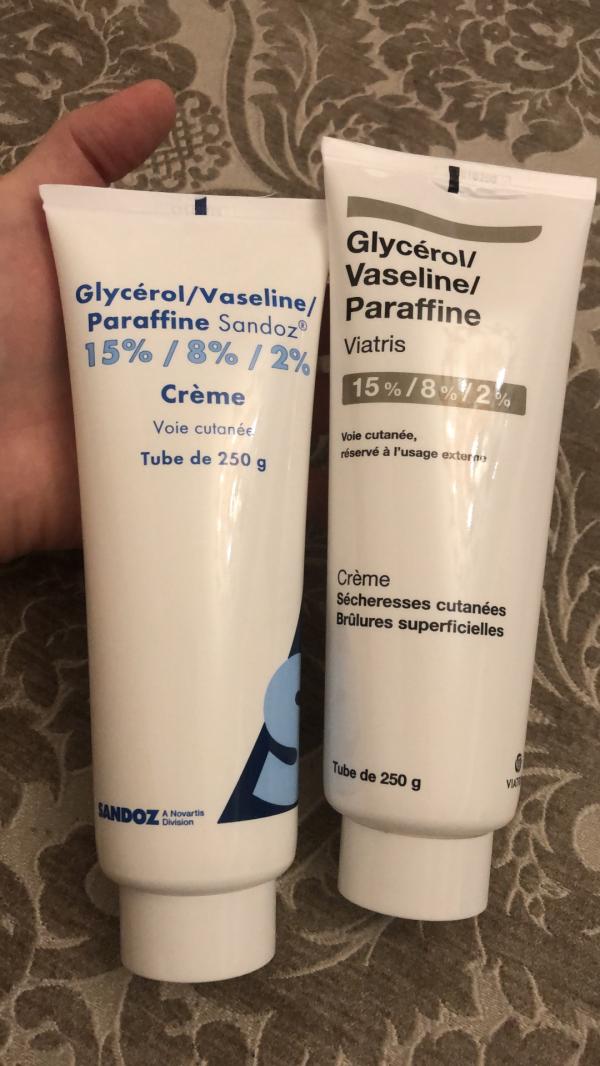 Glycérol/Vaseline/
Paraffine Sandoz®
15% / 8% / 2%
Crème
Voie cutanée
Tube de 250 g
SANDOZ A Novartis
Division
Glycérol/
Vaseline/
Paraffine
Viatris
15 % / 8 % / 2 %
Voie cutanée,
réservé à l'usage externe
Crème
Sécheresses cutanées
Brûlures superficielles
Tube de 250 g